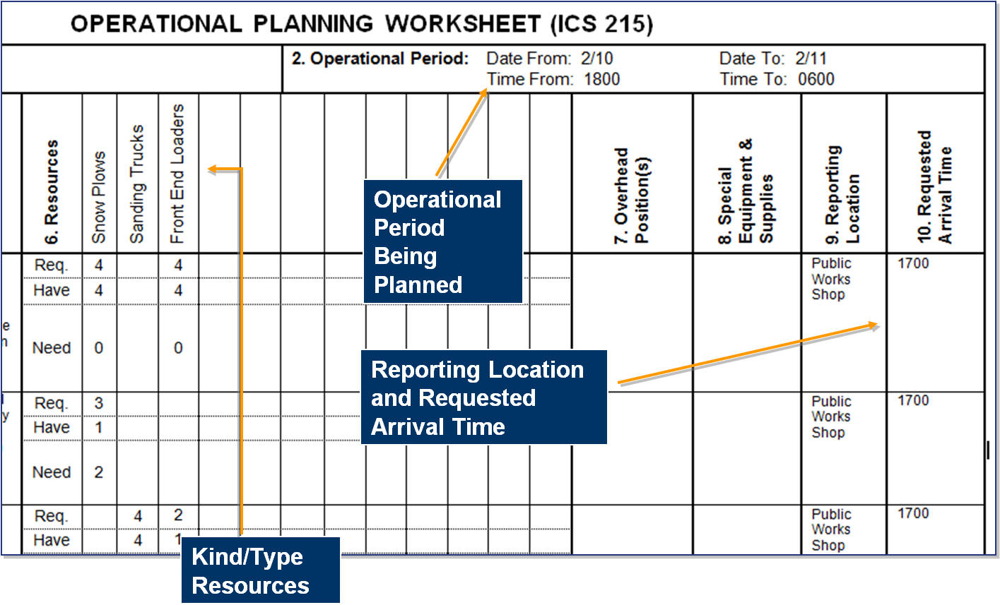 OPERATIONAL PLANNING WORKSHEET (ICS 215)
2. Operational Period: Date From: 2/10 Date To: 2/11
Time From: 1800 Time To: 0600
6. Resources
Snow Plows
Sanding Trucks
Front End Loaders
7. Overhead
Position(s)
8. Special
Equipment &
Supplies
9. Reporting
Location
10. Requested
Arrival Time
Operational
Period
Being
Planned
Req. 4 4
Have 4 4
e
n
Need 0 0
Public
Works
Shop
1700
Reporting Location
and Requested
Arrival Time
y
Req. 3
Have 1
Need 2
Public
Works
Shop
1700
Req. 4 2
Have 4 1
Public
Works
Shop
1700
Kind/Type
Resources